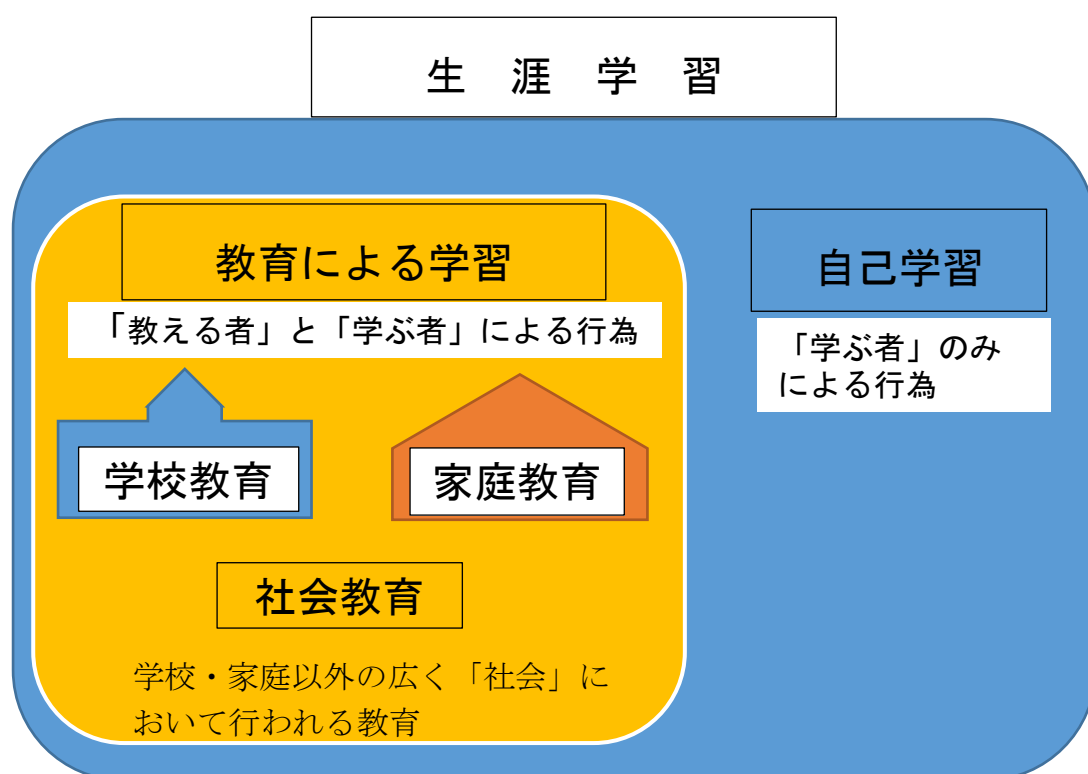 生 涯 学 習
教育による学習
「教える者」と「学ぶ者」による行為
自己学習
「学ぶ者」のみ
による行為
学校教育
家庭教育
社会教育
学校・家庭以外の広く「社会」に
おいて行われる教育